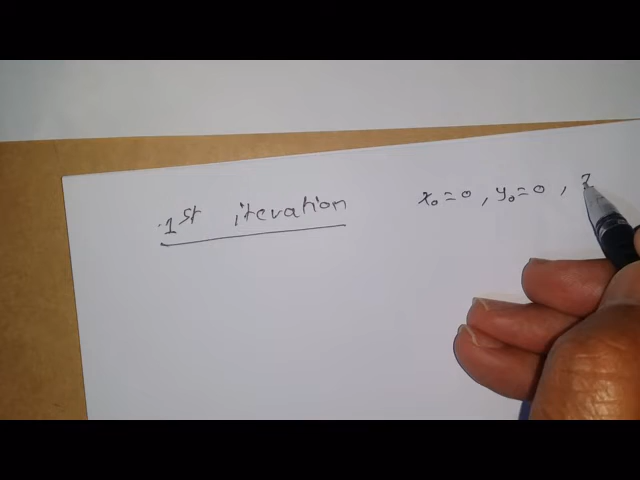 1st iteration
x₀ = 0 , y₀ = 0 , z